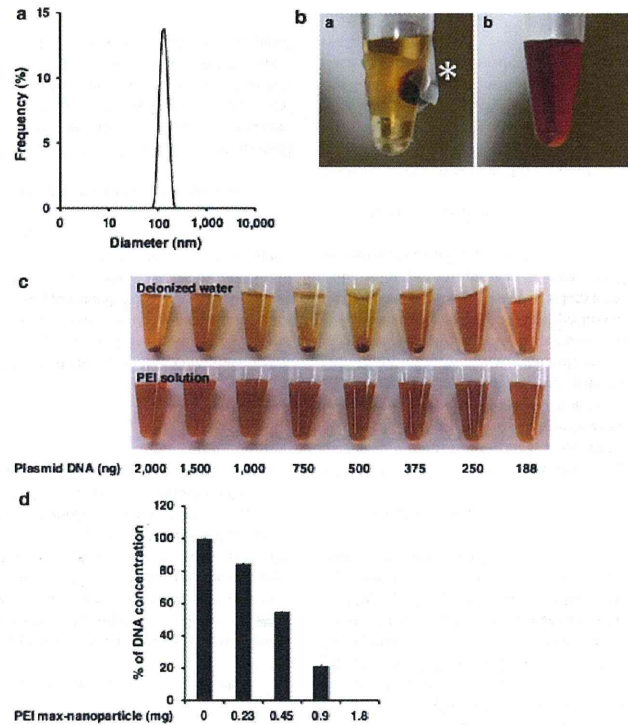 a
15
10
5
0
Frequency (%)
0 10 100 1,000 10,000
Diameter (nm)
b
a
*
b
c
Deionized water
PEI solution
Plasmid DNA (ng) 2,000 1,500 1,000 750 500 375 250 188
d
120
100
80
60
40
20
0
% of DNA concentration
PEI max-nanoparticle (mg) 0 0.23 0.45 0.9 1.8